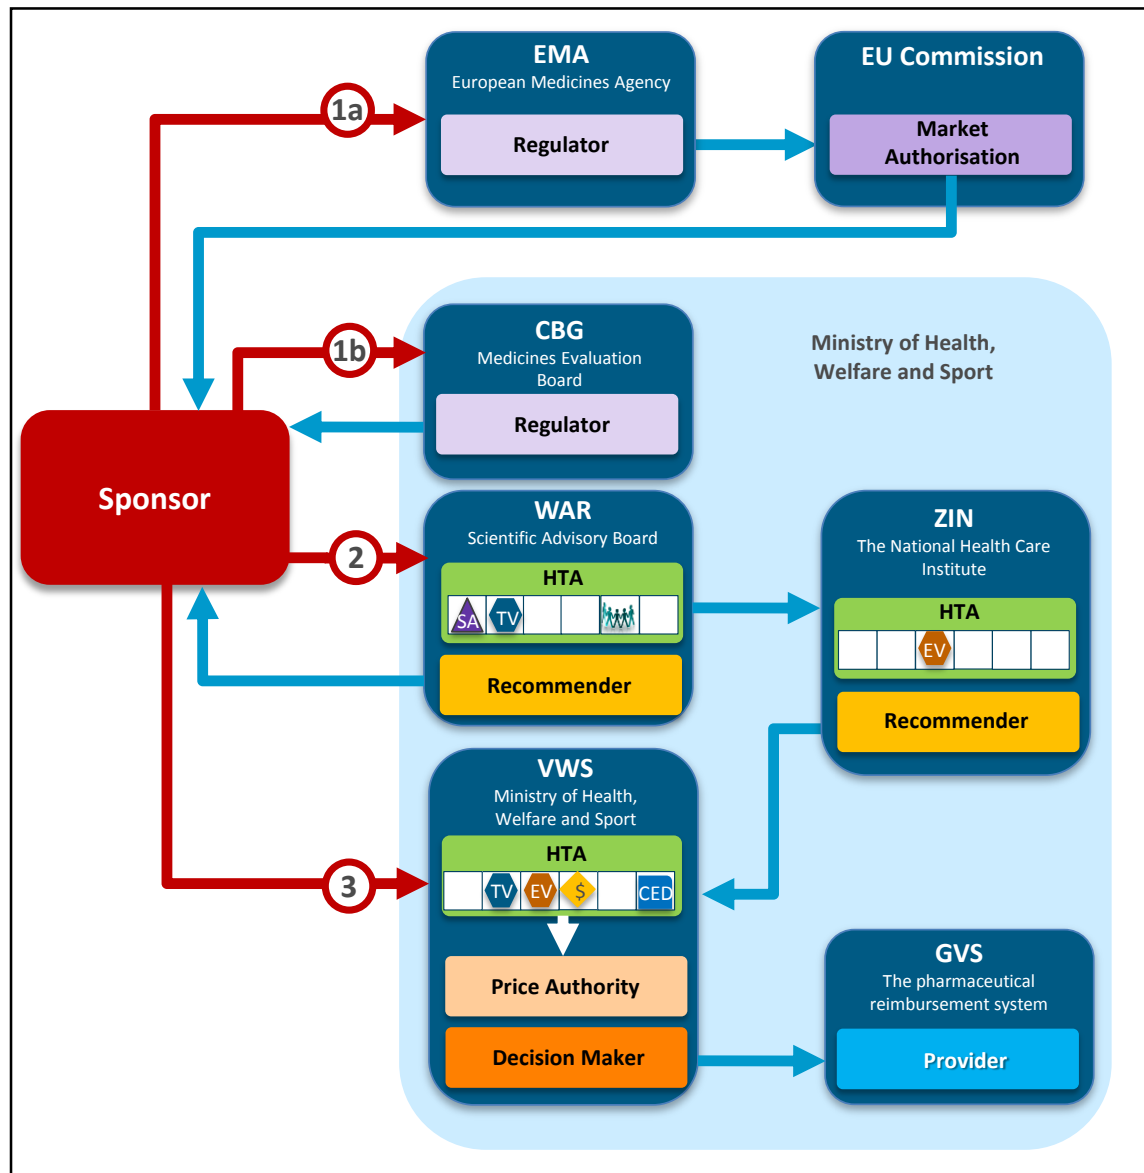 EMA
European Medicines Agency
Regulator
EU Commission
Market
Authorisation
1a
Ministry of Health,
Welfare and Sport
CBG
Medicines Evaluation
Board
Regulator
1b
Sponsor
WAR
Scientific Advisory Board
HTA
SA
TV
Recommender
2
ZIN
The National Health Care
Institute
HTA
EV
Recommender
VWS
Ministry of Health,
Welfare and Sport
HTA
TV
EV
$
CED
3
Price Authority
Decision Maker
GVS
The pharmaceutical
reimbursement system
Provider